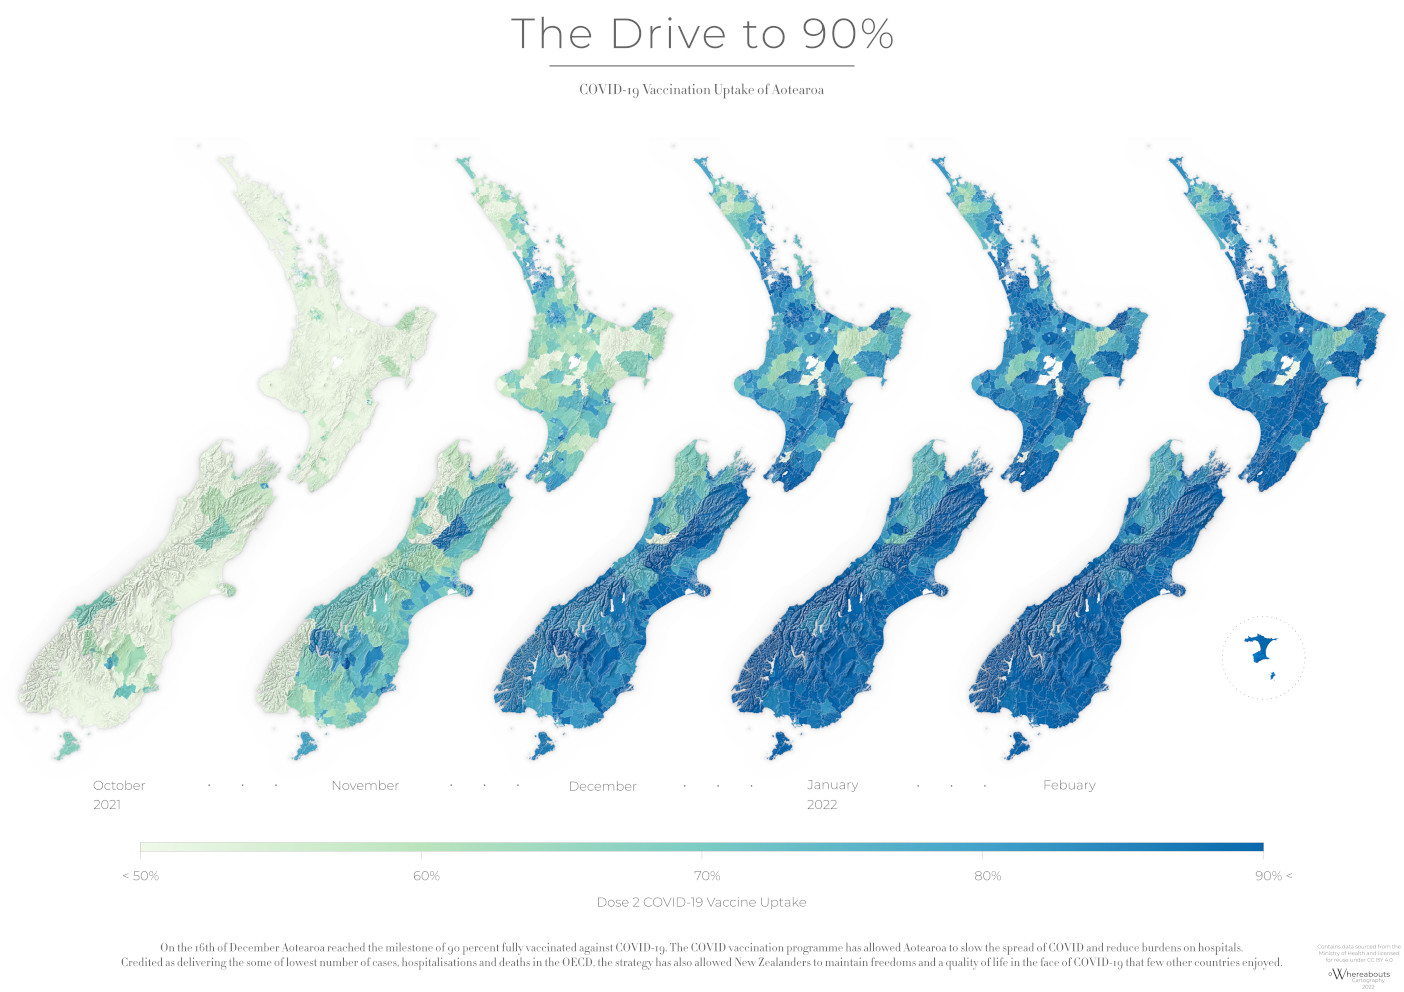 The Drive to 90%
COVID-19 Vaccination Uptake of Aotearoa
October
2021
November
December
January
2022
Febuary
< 50%
60%
70%
80%
90% <
Dose 2 COVID-19 Vaccine Uptake
On the 16th of December Aotearoa reached the milestone of 90 percent fully vaccinated against COVID-19. The COVID vaccination programme has allowed Aotearoa to slow the spread of COVID and reduce burdens on hospitals.
Credited as delivering the some of lowest number of cases, hospitalisations and deaths in the OECD, the strategy has also allowed New Zealanders to maintain freedoms and a quality of life in the face of COVID-19 that few other countries enjoyed.
Contains data sourced from the
Ministry of Health and licensed
for reuse under CC BY 4.0
Whereabouts
Cartography
2022